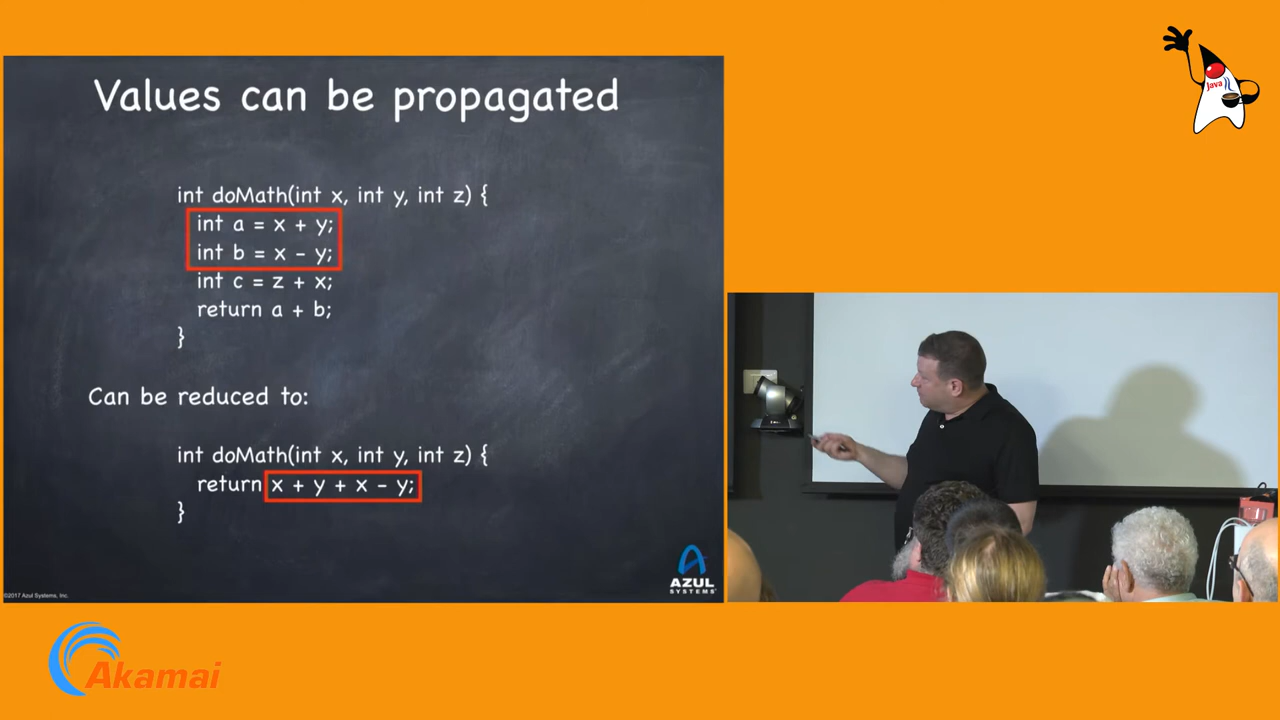 Values can be propagated
int doMath(int x, int y, int z) {
int a = x + y;
int b = x - y;
int c = z + x;
return a + b;
}
Can be reduced to:
int doMath(int x, int y, int z) {
return x + y + x - y;
}
AZUL
SYSTEMS
©2017 Azul Systems, Inc.
Java
Akamai